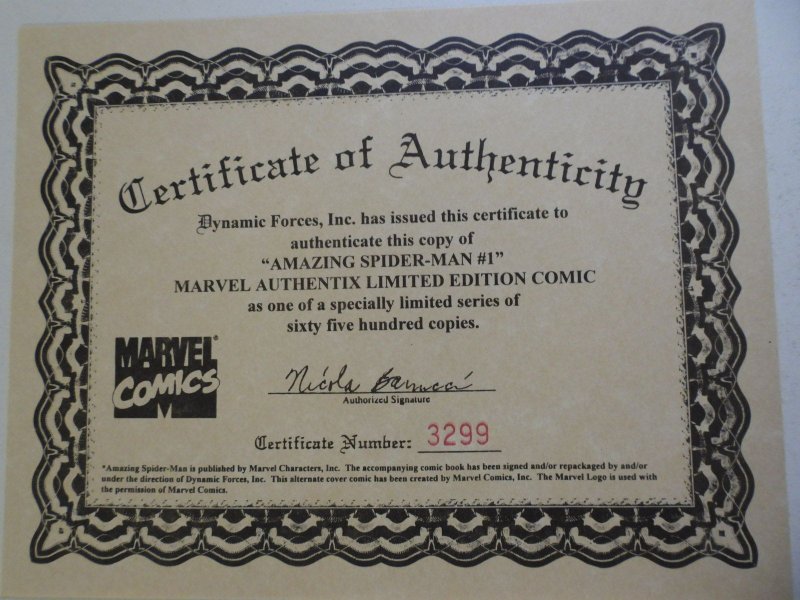 Certificate of Authenticity
Dynamic Forces, Inc. has issued this certificate to
authenticate this copy of
“AMAZING SPIDER-MAN #1”
MARVEL AUTHENTIX LIMITED EDITION COMIC
as one of a specially limited series of
sixty five hundred copies.
MARVEL®
COMICS
Nicola Barrucci
Authorized Signature
Certificate Number: 3299
*Amazing Spider-Man is published by Marvel Characters, Inc. The accompanying comic book has been signed and/or repackaged by and/or
under the direction of Dynamic Forces, Inc. This alternate cover comic has been created by Marvel Comics, Inc. The Marvel Logo is used with
the permission of Marvel Comics.